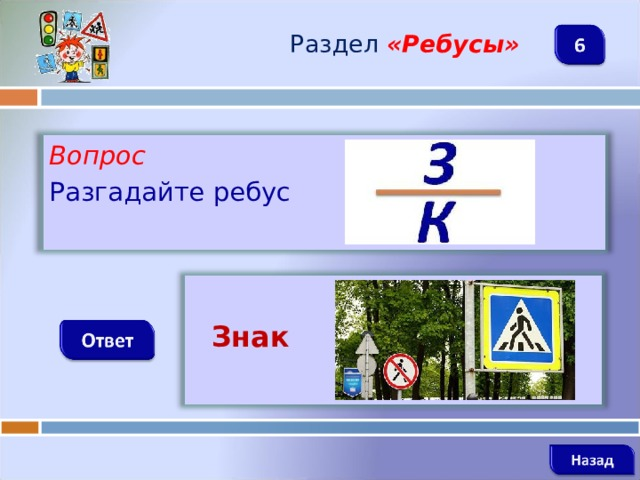 Раздел «Ребусы»
6
Вопрос
Разгадайте ребус
З
К
Ответ
Знак
Назад